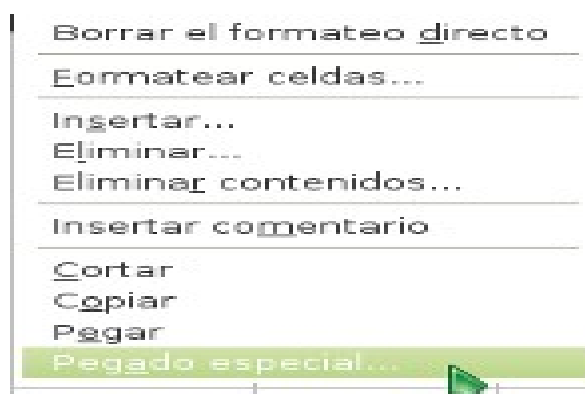 Borrar el formateo directo
Formatear celdas...
Insertar...
Eliminar...
Eliminar contenidos...
Insertar comentario
Cortar
Copiar
Pegar
Pegado especial...